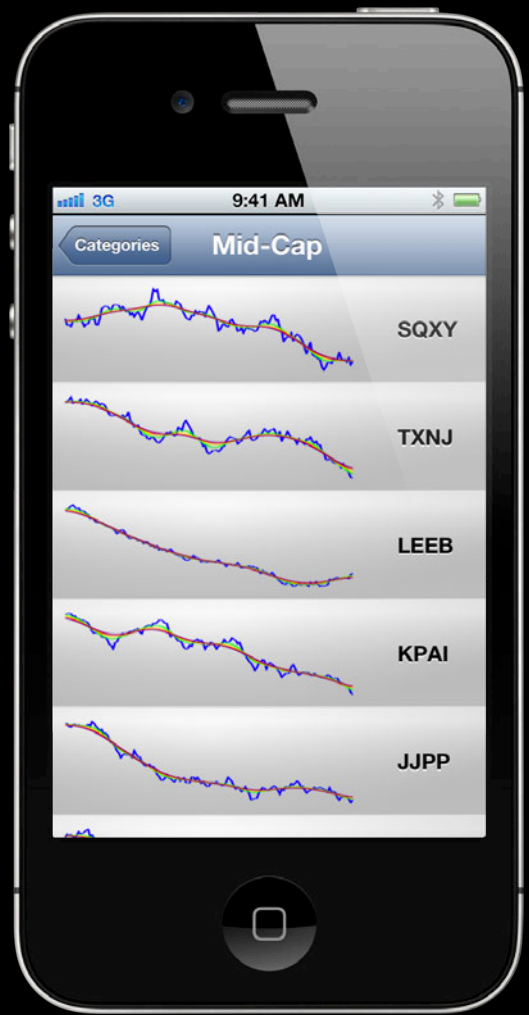 3G 9:41 AM
Categories Mid-Cap
SQXY
TXNJ
LEEB
KPAI
JJPP